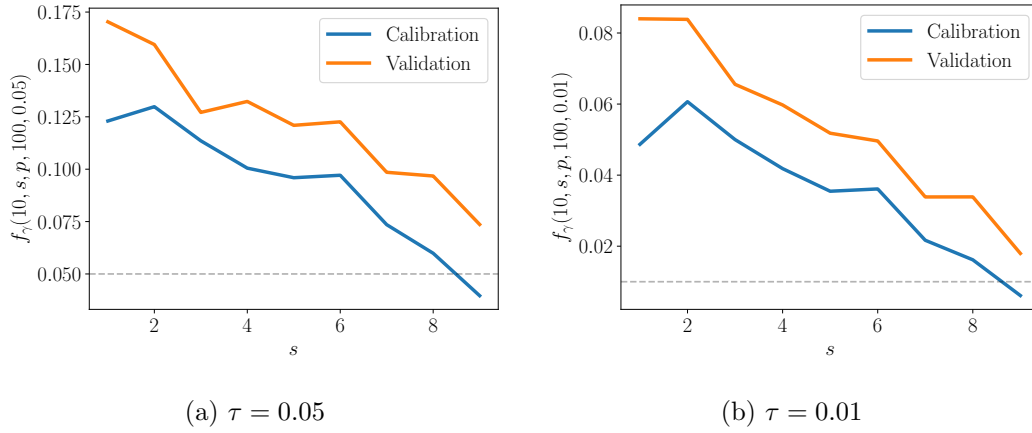 0.175
0.150
0.125
0.100
0.075
0.050
f_γ(10, s, p, 100, 0.05)
Calibration
Validation
2 4 6 8
s
(a) τ = 0.05
0.08
0.06
0.04
0.02
f_γ(10, s, p, 100, 0.01)
Calibration
Validation
2 4 6 8
s
(b) τ = 0.01